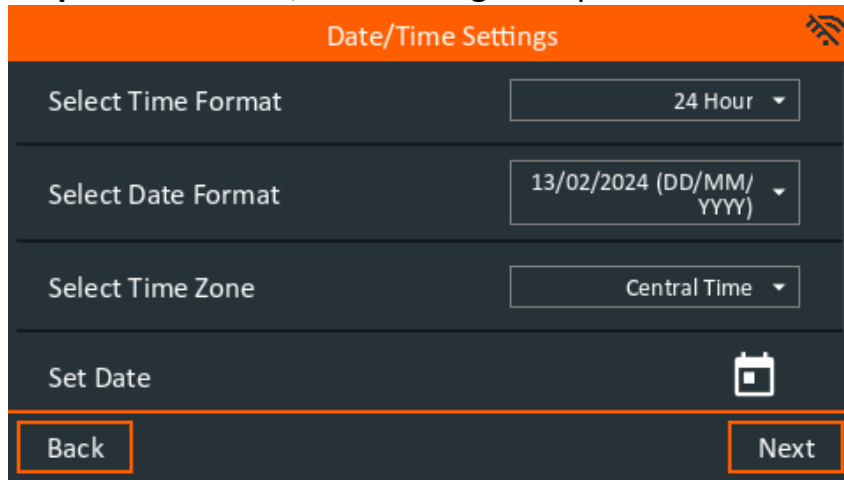 Date/Time Settings
Select Time Format
24 Hour
Select Date Format
13/02/2024 (DD/MM/
YYYY)
Select Time Zone
Central Time
Set Date
Back
Next